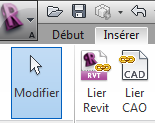 A
Début Insérer
Modifier
RVT
Lier Revit
CAD
Lier CAO